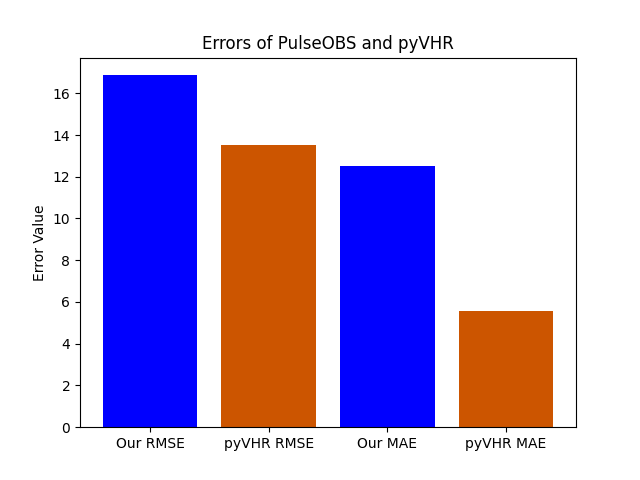 Errors of PulseOBS and pyVHR
Error Value
16
14
12
10
8
6
4
2
0
Our RMSE
pyVHR RMSE
Our MAE
pyVHR MAE